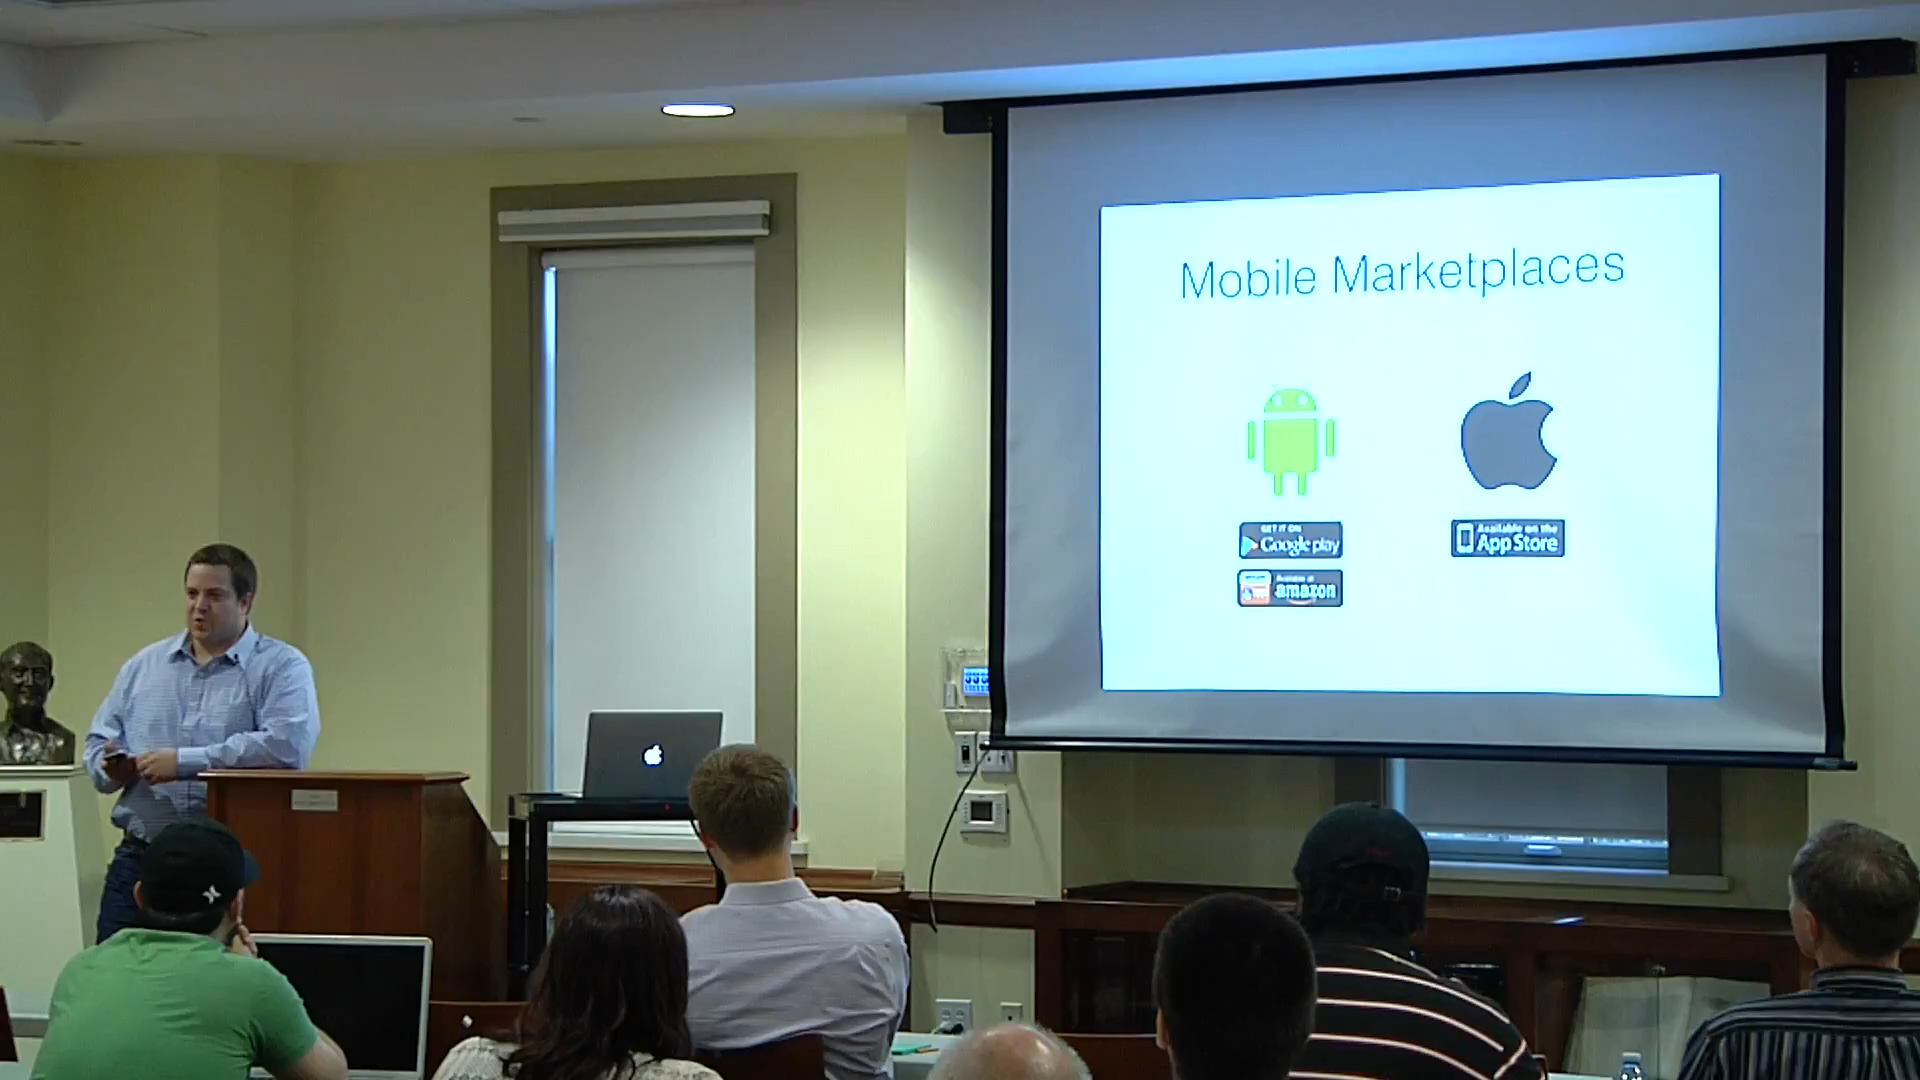 Mobile Marketplaces
GET IT ON
Google play
Available on the
App Store
Available at
amazon